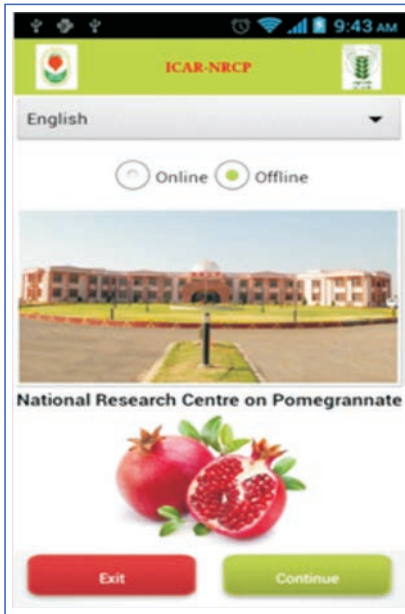 9:43 AM
ICAR-NRCP
English
Online Offline
National Research Centre on Pomegrannate
Exit Continue